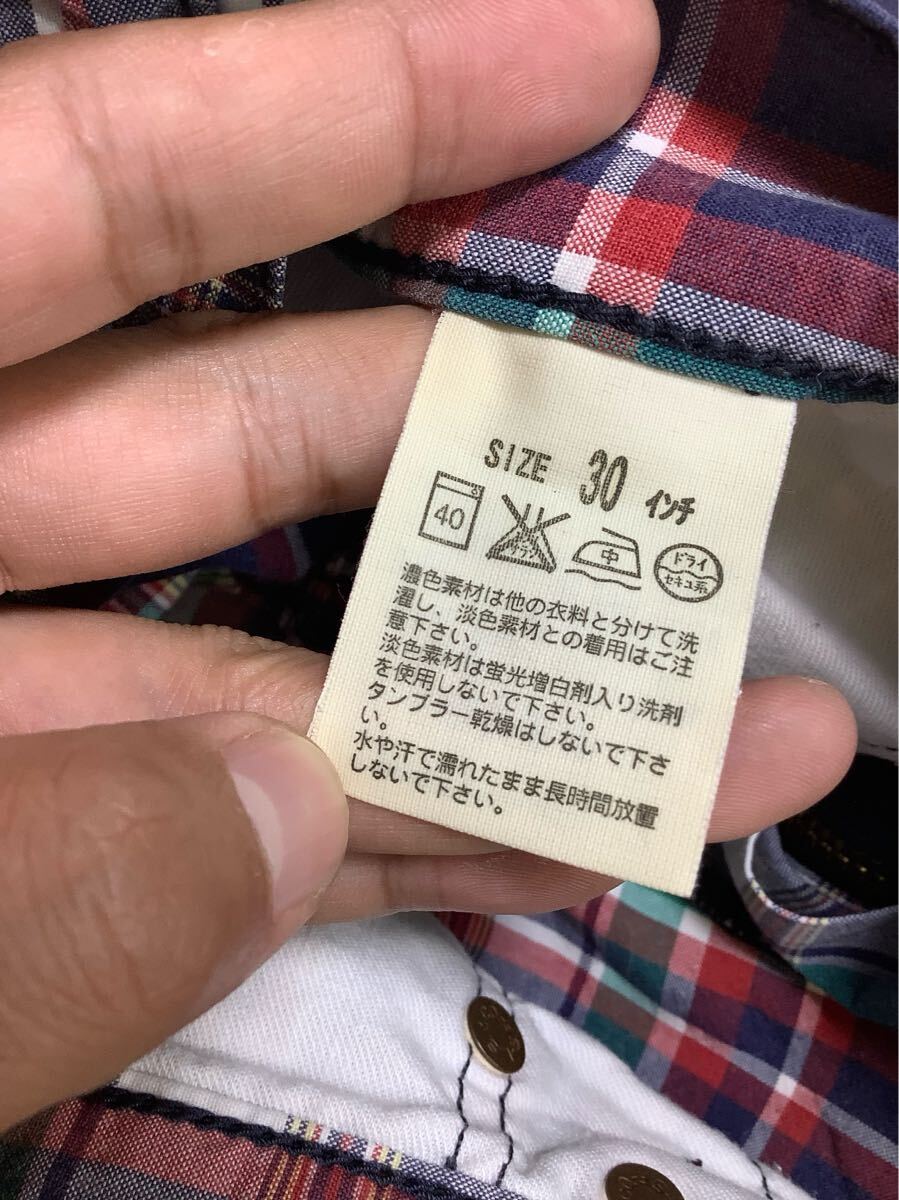 SIZE 30 インチ
40 中 ドライ
セキユ系
濃色素材は他の衣料と分けて洗
濯し、淡色素材との着用はご注
意下さい。
淡色素材は蛍光増白剤入り洗剤
を使用しないで下さい。
タンブラー乾燥はしないで下さ
い。
水や汗で濡れたまま長時間放置
しないで下さい。